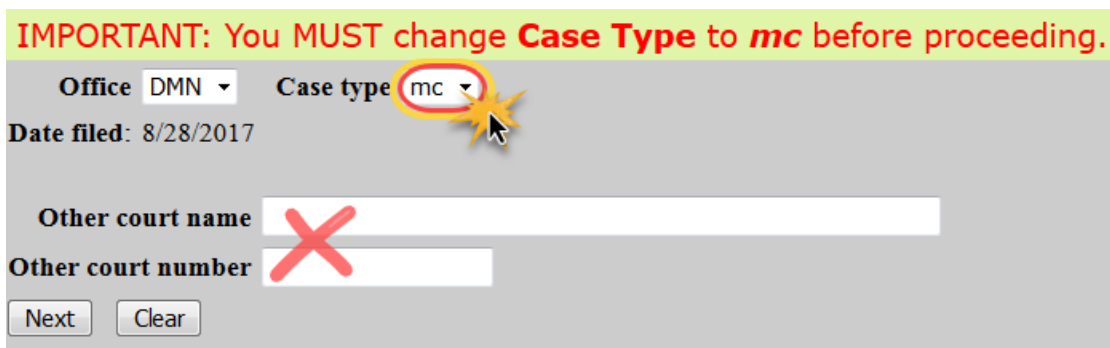 IMPORTANT: You MUST change Case Type to mc before proceeding.
Office DMN Case type mc
Date filed: 8/28/2017
Other court name
Other court number
Next Clear